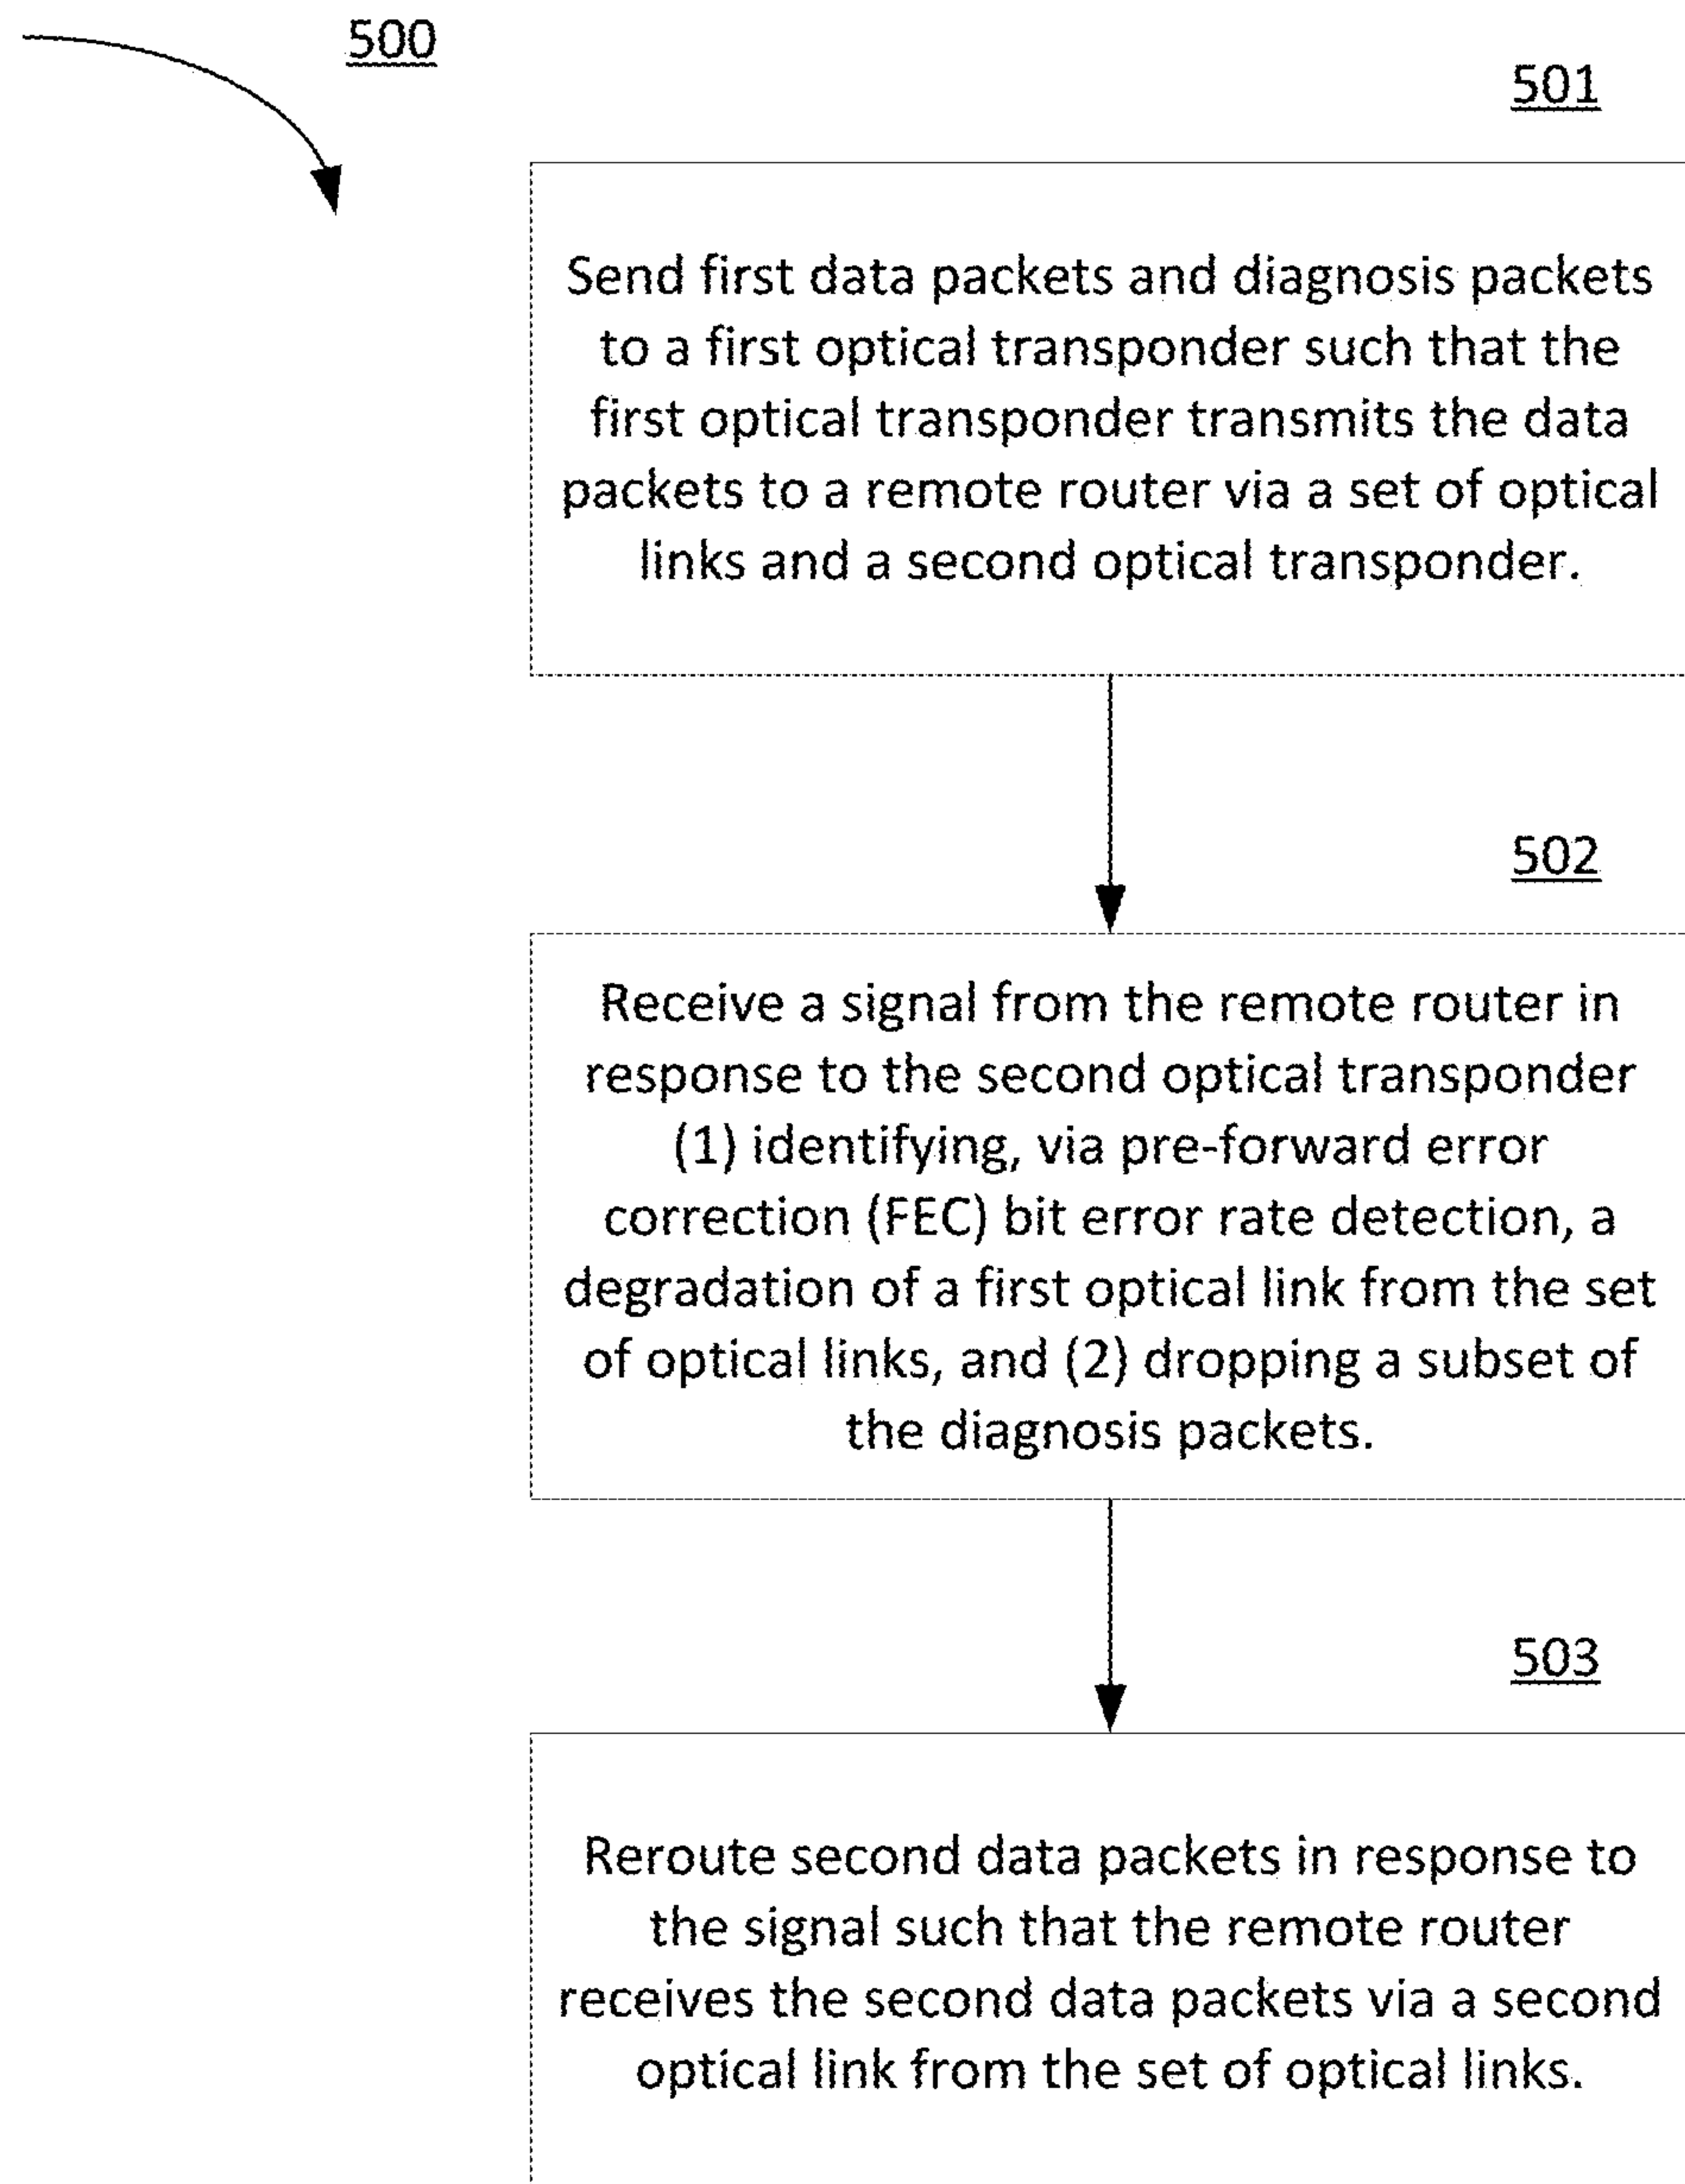 500
501
Send first data packets and diagnosis packets
to a first optical transponder such that the
first optical transponder transmits the data
packets to a remote router via a set of optical
links and a second optical transponder.
502
Receive a signal from the remote router in
response to the second optical transponder
(1) identifying, via pre-forward error
correction (FEC) bit error rate detection, a
degradation of a first optical link from the set
of optical links, and (2) dropping a subset of
the diagnosis packets.
503
Reroute second data packets in response to
the signal such that the remote router
receives the second data packets via a second
optical link from the set of optical links.